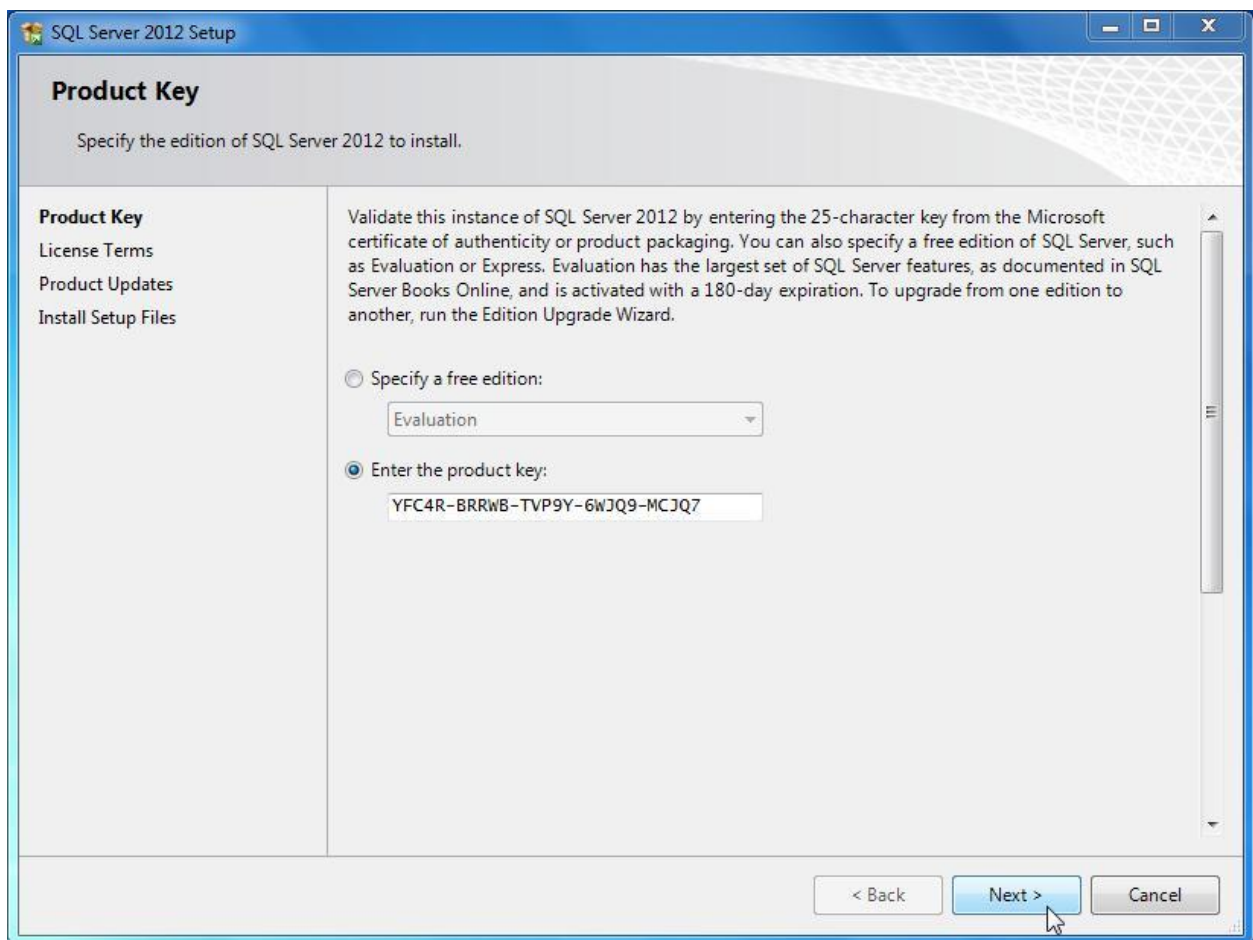 SQL Server 2012 Setup
Product Key
Specify the edition of SQL Server 2012 to install.
Product Key
License Terms
Product Updates
Install Setup Files
Validate this instance of SQL Server 2012 by entering the 25-character key from the Microsoft
certificate of authenticity or product packaging. You can also specify a free edition of SQL Server, such
as Evaluation or Express. Evaluation has the largest set of SQL Server features, as documented in SQL
Server Books Online, and is activated with a 180-day expiration. To upgrade from one edition to
another, run the Edition Upgrade Wizard.
Specify a free edition:
Evaluation
Enter the product key:
YFC4R-BRRWB-TVP9Y-6WJQ9-MCJQ7
< Back
Next >
Cancel